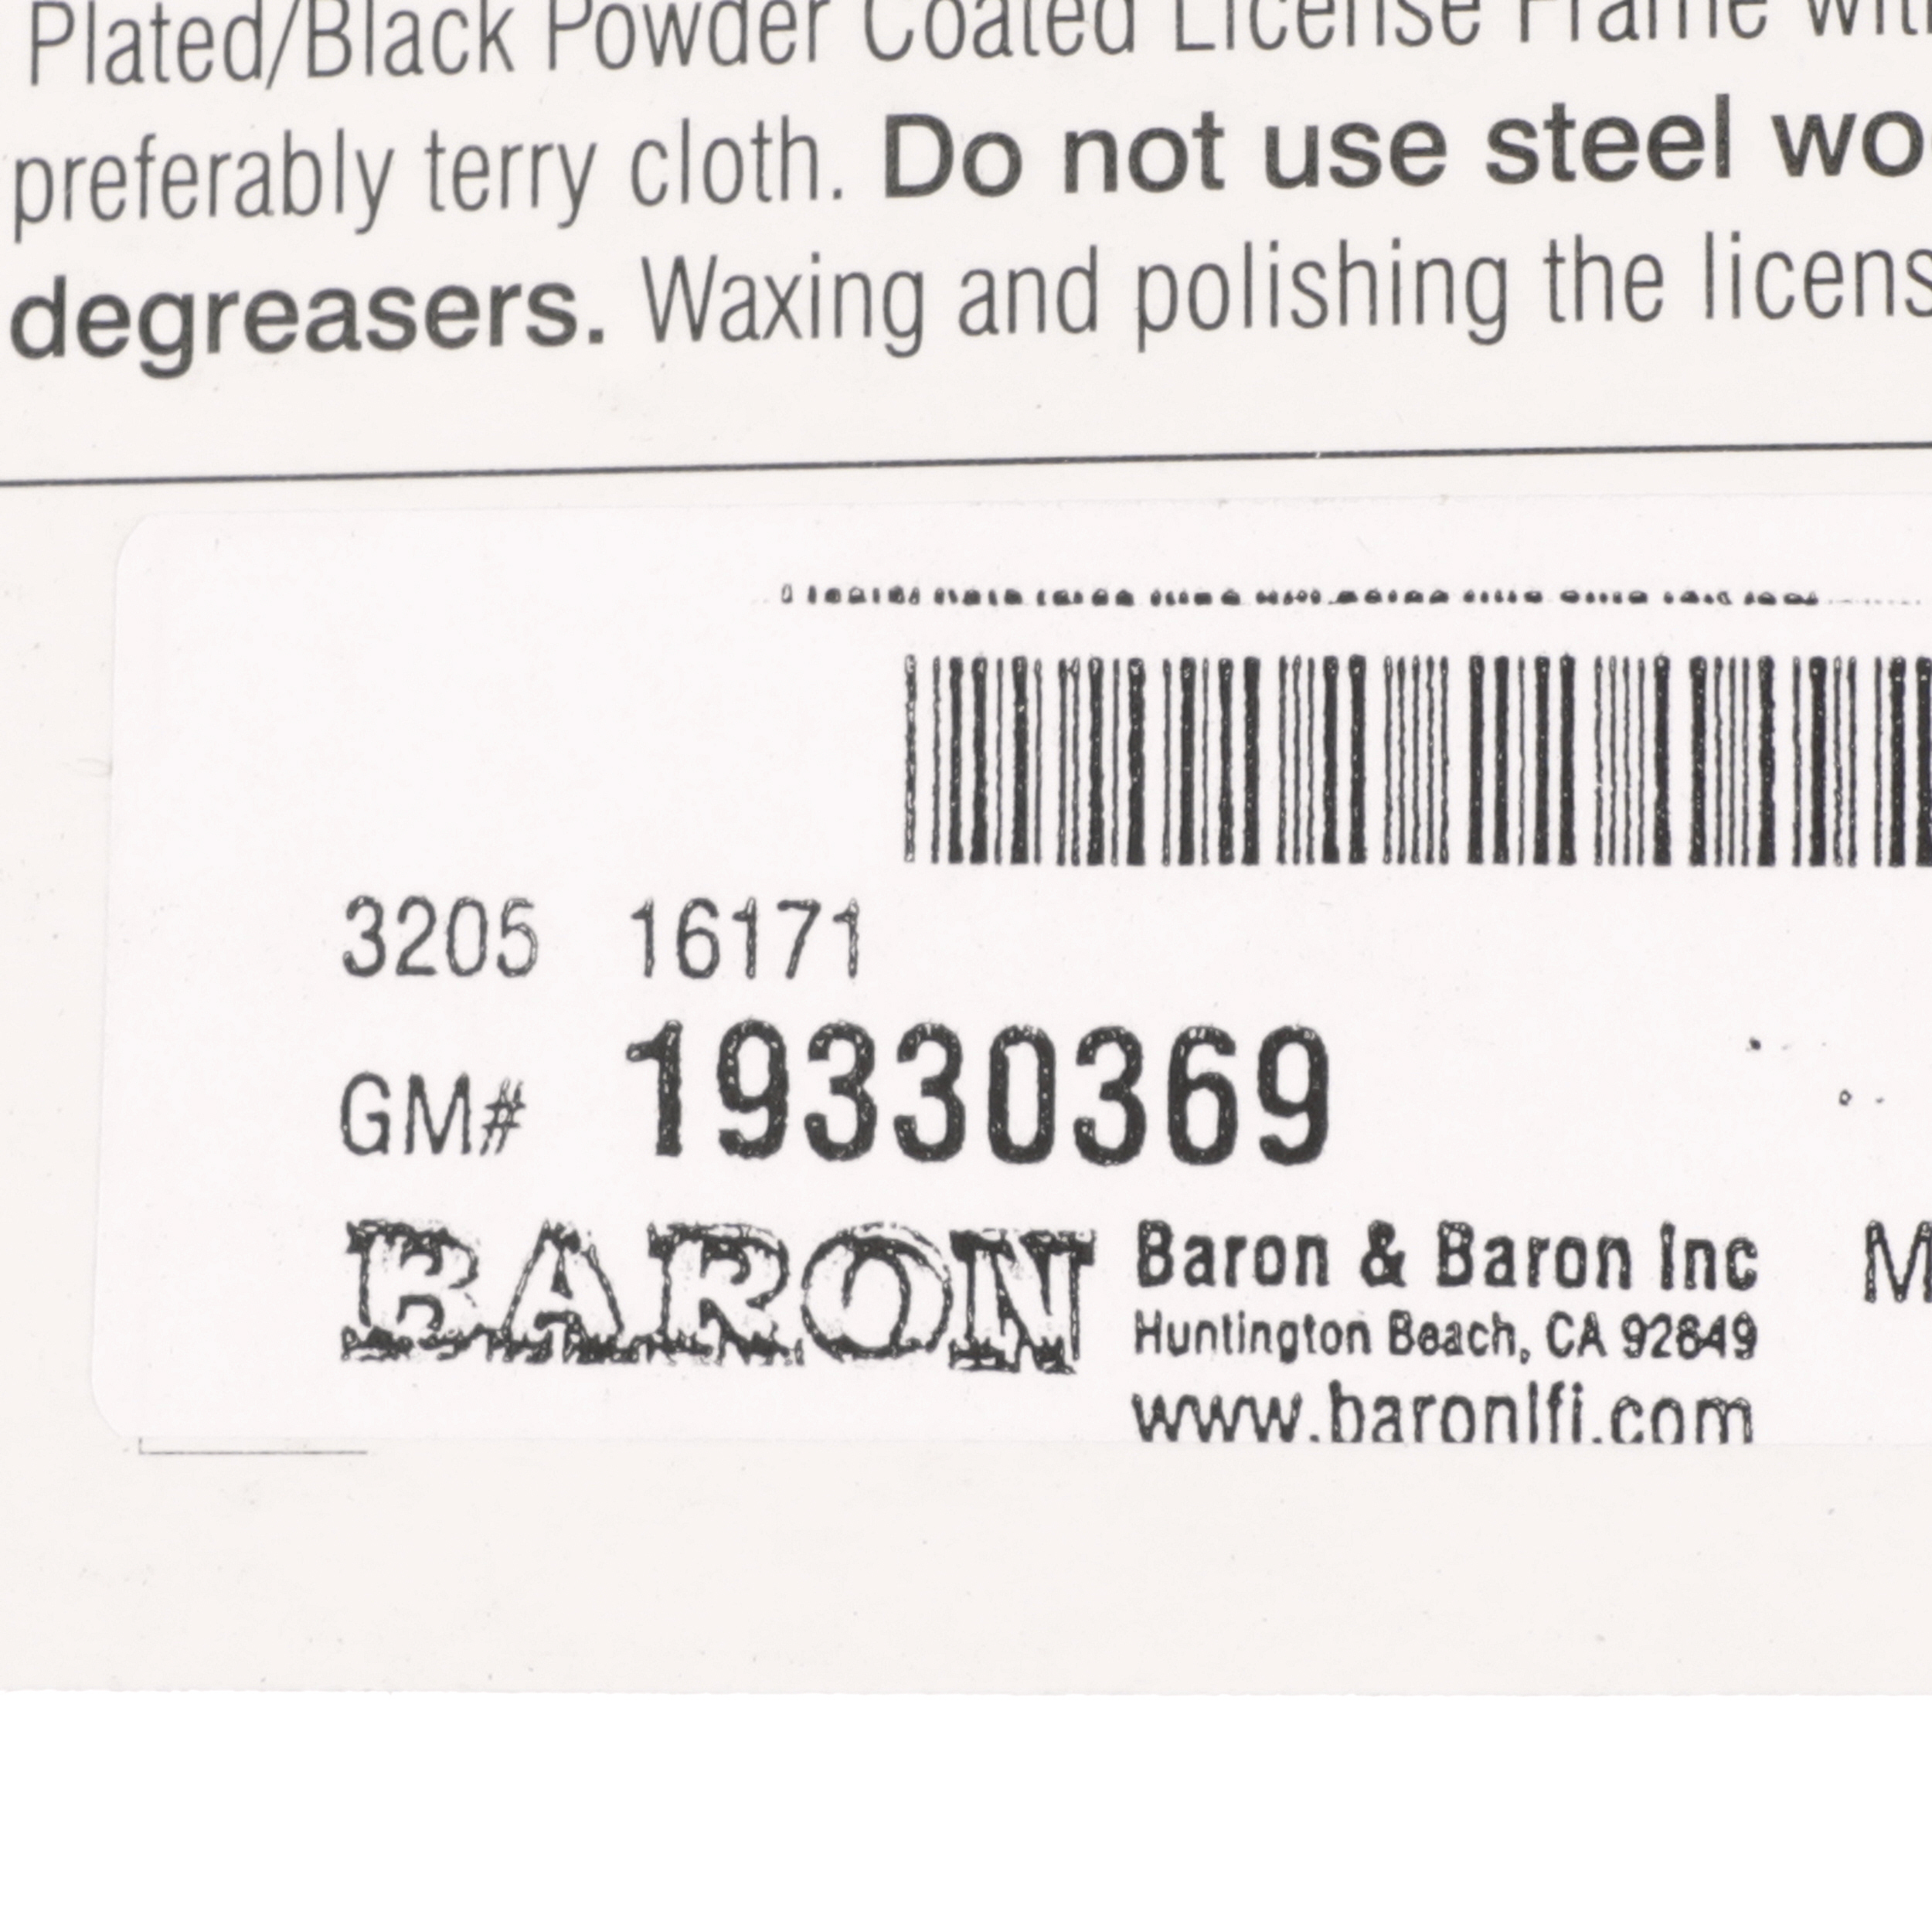 Plated/Black Powder Coated License Frame with
preferably terry cloth. Do not use steel wo
degreasers. Waxing and polishing the licens
3205 16171
GM# 19330369
BARON
Baron & Baron Inc
Huntington Beach, CA 92649
www.baronlfi.com
M